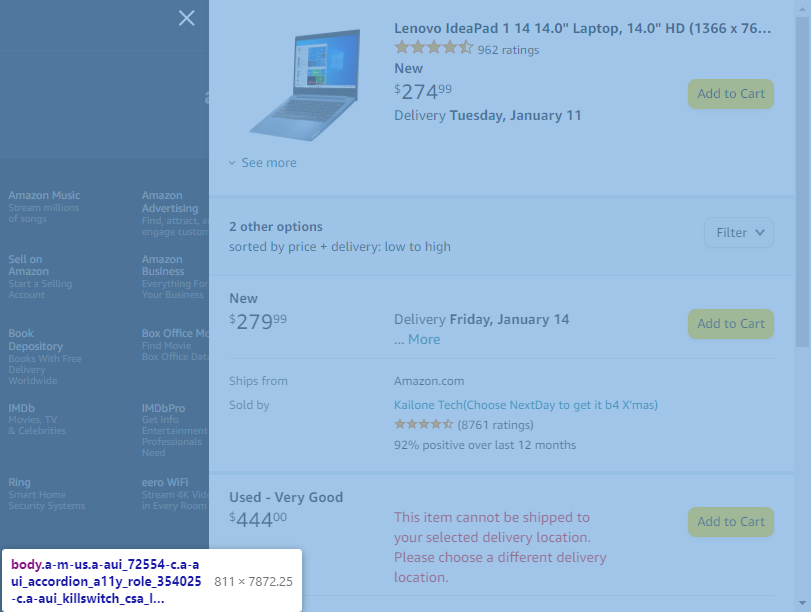 Lenovo IdeaPad 1 14 14.0" Laptop, 14.0" HD (1366 x 76...
962 ratings
New
$274.99
Add to Cart
Delivery Tuesday, January 11
See more
2 other options
sorted by price + delivery: low to high
Filter
New
$279.99
Delivery Friday, January 14
... More
Add to Cart
Ships from
Amazon.com
Sold by
Kailone Tech(Choose NextDay to get it b4 X'mas)
(8761 ratings)
92% positive over last 12 months
Used - Very Good
$444.00
This item cannot be shipped to
your selected delivery location.
Please choose a different delivery
location.
Add to Cart
Amazon Music
Stream millions
of songs
Amazon
Advertising
Find, attract, a
engage custom
Sell on
Amazon
Start a Selling
Account
Amazon
Business
Everything For
Your Business
Book
Depository
Books With Free
Delivery
Worldwide
Box Office Mo
Find Movie
Box Office Data
IMDb
Movies, TV
& Celebrities
IMDbPro
Get Info
Entertainment
Professionals
Need
Ring
Smart Home
Security Systems
eero WiFi
Stream 4K Vide
in Every Room
body.a-m-us.a-aui_72554-c.a-a
ui_accordion_a11y_role_354025
-c.a-aui_killswitch_csa_l...
811 × 7872.25